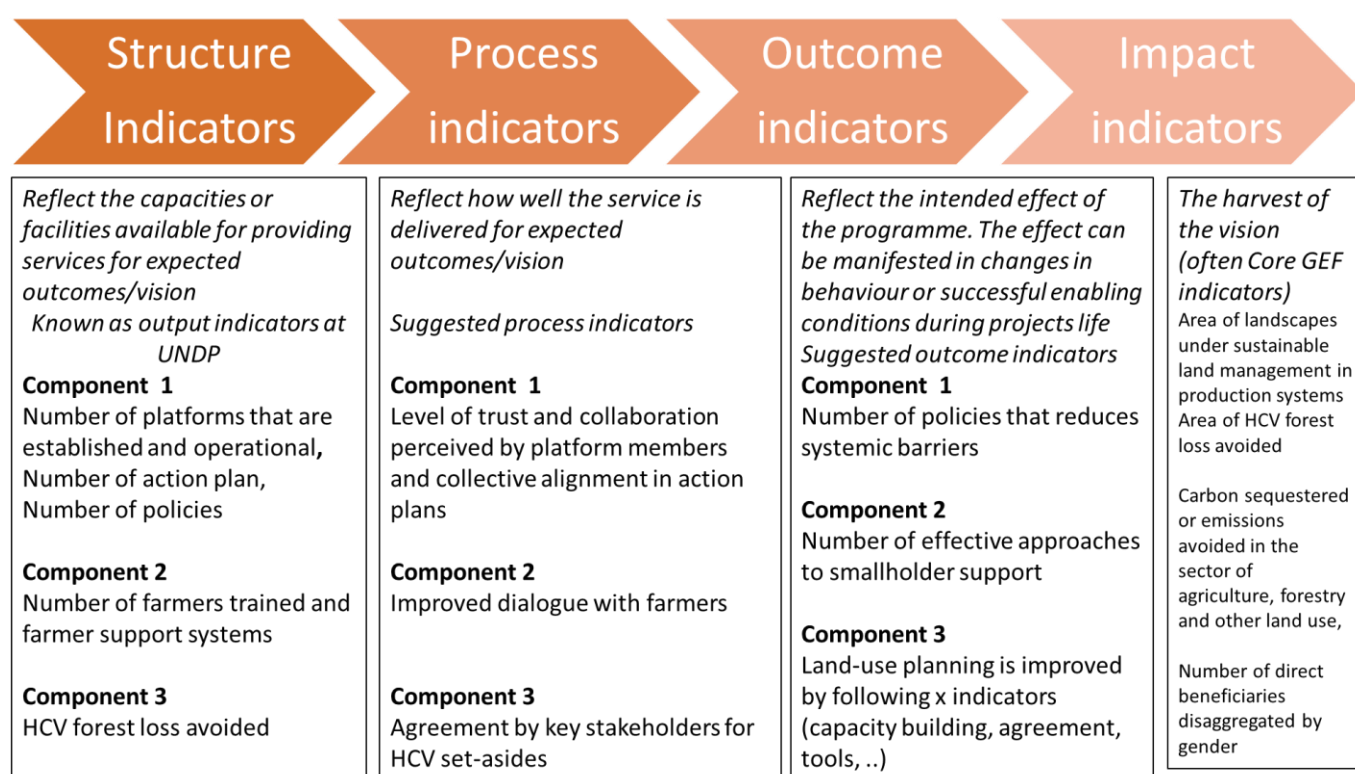 Structure
Indicators
Process
indicators
Outcome
indicators
Impact
indicators
Reflect the capacities or
facilities available for providing
services for expected
outcomes/vision
Known as output indicators at
UNDP
Component 1
Number of platforms that are
established and operational,
Number of action plan,
Number of policies
Component 2
Number of farmers trained and
farmer support systems
Component 3
HCV forest loss avoided
Reflect how well the service is
delivered for expected
outcomes/vision
Suggested process indicators
Component 1
Level of trust and collaboration
perceived by platform members
and collective alignment in action
plans
Component 2
Improved dialogue with farmers
Component 3
Agreement by key stakeholders for
HCV set-asides
Reflect the intended effect of
the programme. The effect can
be manifested in changes in
behaviour or successful enabling
conditions during projects life
Suggested outcome indicators
Component 1
Number of policies that reduces
systemic barriers
Component 2
Number of effective approaches
to smallholder support
Component 3
Land-use planning is improved
by following x indicators
(capacity building, agreement,
tools, ..)
The harvest of
the vision
(often Core GEF
indicators)
Area of landscapes
under sustainable
land management in
production systems
Area of HCV forest
loss avoided
Carbon sequestered
or emissions
avoided in the
sector of
agriculture, forestry
and other land use,
Number of direct
beneficiaries
disaggregated by
gender